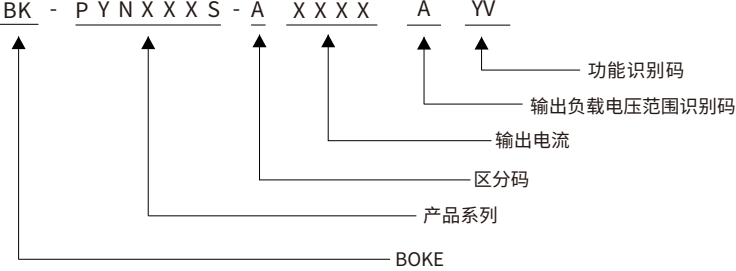 BK - PYNXXXS - A XXXX A YV
功能识别码
输出负载电压范围识别码
输出电流
区分码
产品系列
BOKE